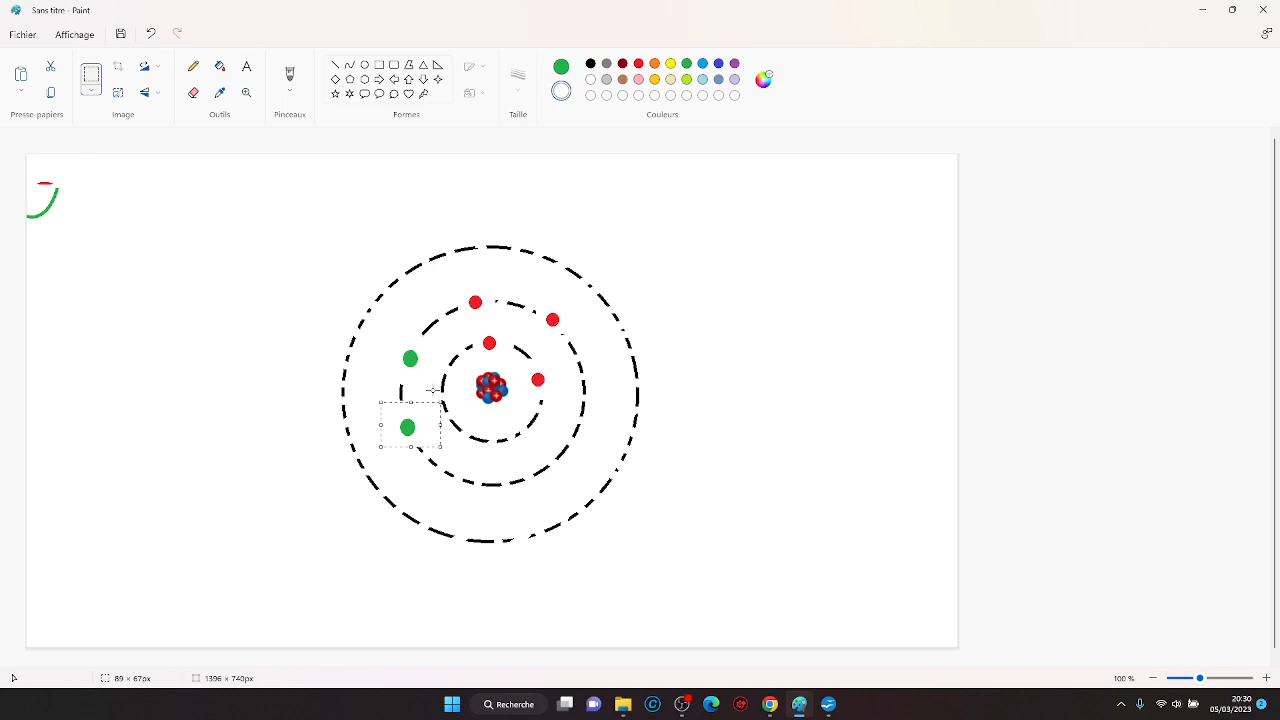 Sans titre - Paint
Fichier
Affichage
Presse-papiers
Image
Outils
Pinceaux
Formes
Taille
Couleurs
89 × 67px
1396 × 740px
100 %
Recherche
20:30
05/03/2023
2